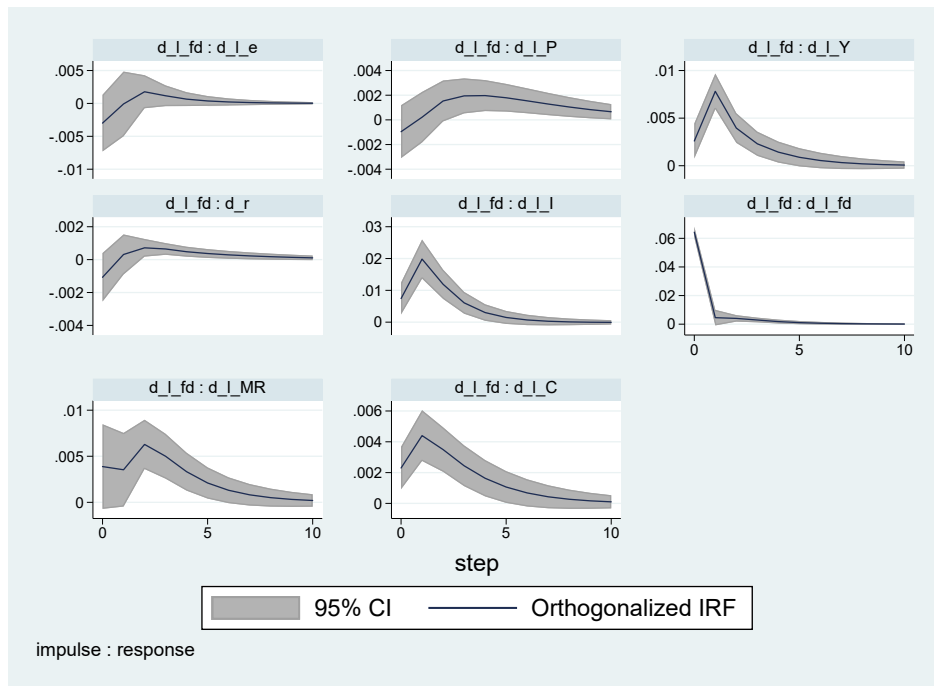 d_l_fd : d_l_e
.005
0
-.005
-.01
d_l_fd : d_l_P
.004
.002
0
-.002
-.004
d_l_fd : d_l_Y
.01
.005
0
d_l_fd : d_r
.002
0
-.002
-.004
d_l_fd : d_l_I
.03
.02
.01
0
d_l_fd : d_l_fd
.06
.04
.02
0
0 5 10
d_l_fd : d_l_MR
.01
.005
0
0 5 10
d_l_fd : d_l_C
.006
.004
.002
0
0 5 10
step
95% CI Orthogonalized IRF
impulse : response